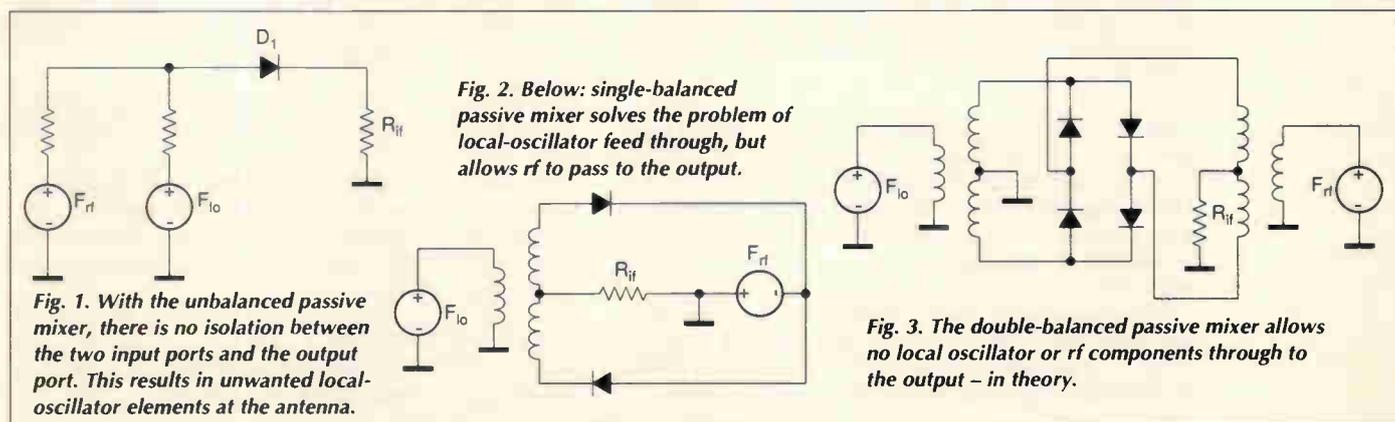 D1
Rif
Frf
Flo
Fig. 1. With the unbalanced passive
mixer, there is no isolation between
the two input ports and the output
port. This results in unwanted local-
oscillator elements at the antenna.
Fig. 2. Below: single-balanced
passive mixer solves the problem of
local-oscillator feed through, but
allows rf to pass to the output.
Flo
Rif
Frf
Flo
Rif
Frf
Fig. 3. The double-balanced passive mixer allows
no local oscillator or rf components through to
the output – in theory.